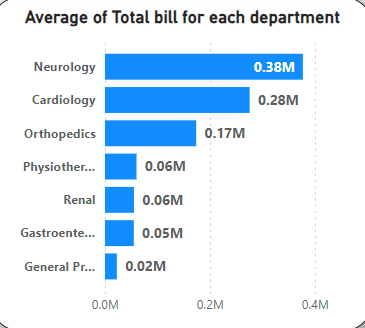 Average of Total bill for each department
Neurology 0.38M
Cardiology 0.28M
Orthopedics 0.17M
Physiother... 0.06M
Renal 0.06M
Gastroente... 0.05M
General Pr... 0.02M
0.0M 0.2M 0.4M